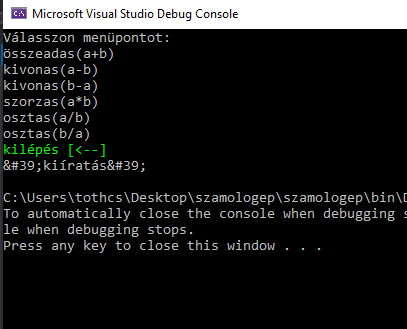 Microsoft Visual Studio Debug Console
Válasszon menüpontot:
összeadas(a+b)
kivonas(a-b)
kivonas(b-a)
szorzas(a*b)
osztas(a/b)
osztas(b/a)
kilépés [<--]
&#39;kiíratás&#39;
C:\Users\tothcs\Desktop\szamologep\szamologep\bin\D
To automatically close the console when debugging s
le when debugging stops.
Press any key to close this window . . .